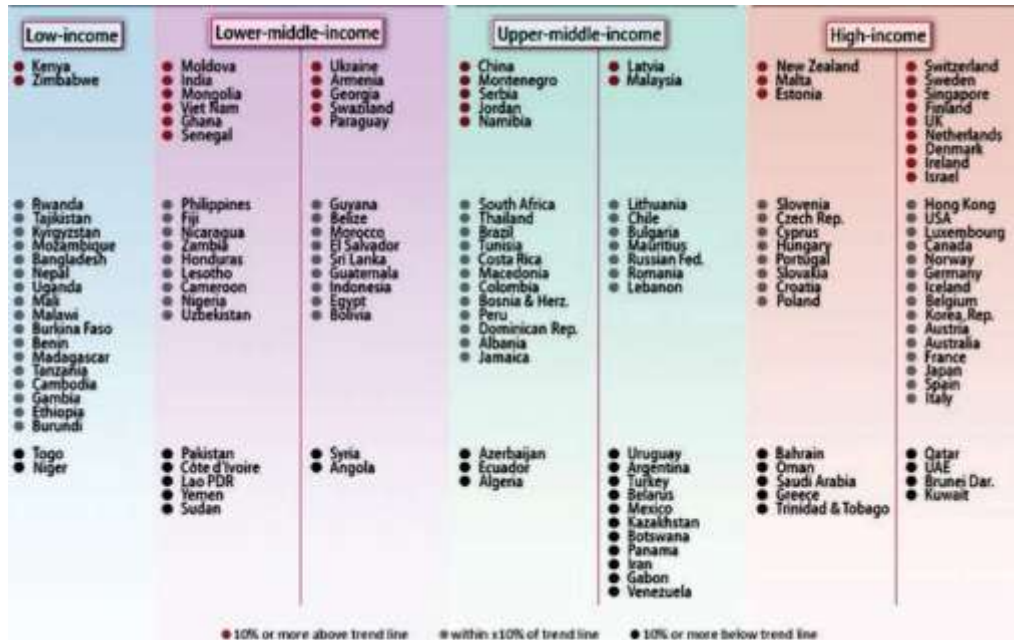 Low-income
Kenya
Zimbabwe
Rwanda
Tajikistan
Kyrgyzstan
Mozambique
Bangladesh
Nepal
Uganda
Mali
Malawi
Burkina Faso
Benin
Madagascar
Tanzania
Cambodia
Gambia
Ethiopia
Burundi
Togo
Niger
Lower-middle-income
Moldova
India
Mongolia
Viet Nam
Ghana
Senegal
Philippines
Fiji
Nicaragua
Zambia
Honduras
Lesotho
Cameroon
Nigeria
Uzbekistan
Pakistan
Côte d'Ivoire
Lao PDR
Yemen
Sudan
Ukraine
Armenia
Georgia
Swaziland
Paraguay
Guyana
Belize
Morocco
El Salvador
Sri Lanka
Guatemala
Indonesia
Egypt
Bolivia
Syria
Angola
Upper-middle-income
China
Montenegro
Serbia
Jordan
Namibia
South Africa
Thailand
Brazil
Tunisia
Costa Rica
Macedonia
Colombia
Bosnia & Herz.
Peru
Dominican Rep.
Albania
Jamaica
Azerbaijan
Ecuador
Algeria
Latvia
Malaysia
Lithuania
Chile
Bulgaria
Mauritius
Russian Fed.
Romania
Lebanon
Uruguay
Argentina
Turkey
Belarus
Mexico
Kazakhstan
Botswana
Panama
Iran
Gabon
Venezuela
High-income
New Zealand
Malta
Estonia
Slovenia
Czech Rep.
Cyprus
Hungary
Portugal
Slovakia
Croatia
Poland
Bahrain
Oman
Saudi Arabia
Greece
Trinidad & Tobago
Switzerland
Sweden
Singapore
Finland
UK
Netherlands
Denmark
Ireland
Israel
Hong Kong
USA
Luxembourg
Canada
Norway
Germany
Iceland
Belgium
Korea, Rep.
Austria
Australia
France
Japan
Spain
Italy
Qatar
UAE
Brunei Dar.
Kuwait
10% or more above trend line
within ±10% of trend line
10% or more below trend line